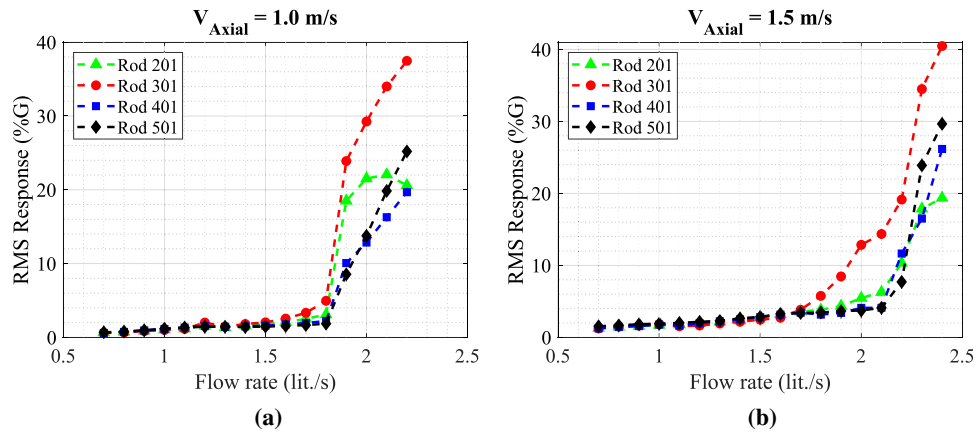 V_Axial = 1.0 m/s
40
30
20
10
0
RMS Response (%G)
Rod 201
Rod 301
Rod 401
Rod 501
0.5 1 1.5 2 2.5
Flow rate (lit./s)
(a)
V_Axial = 1.5 m/s
40
30
20
10
0
RMS Response (%G)
Rod 201
Rod 301
Rod 401
Rod 501
0.5 1 1.5 2 2.5
Flow rate (lit./s)
(b)